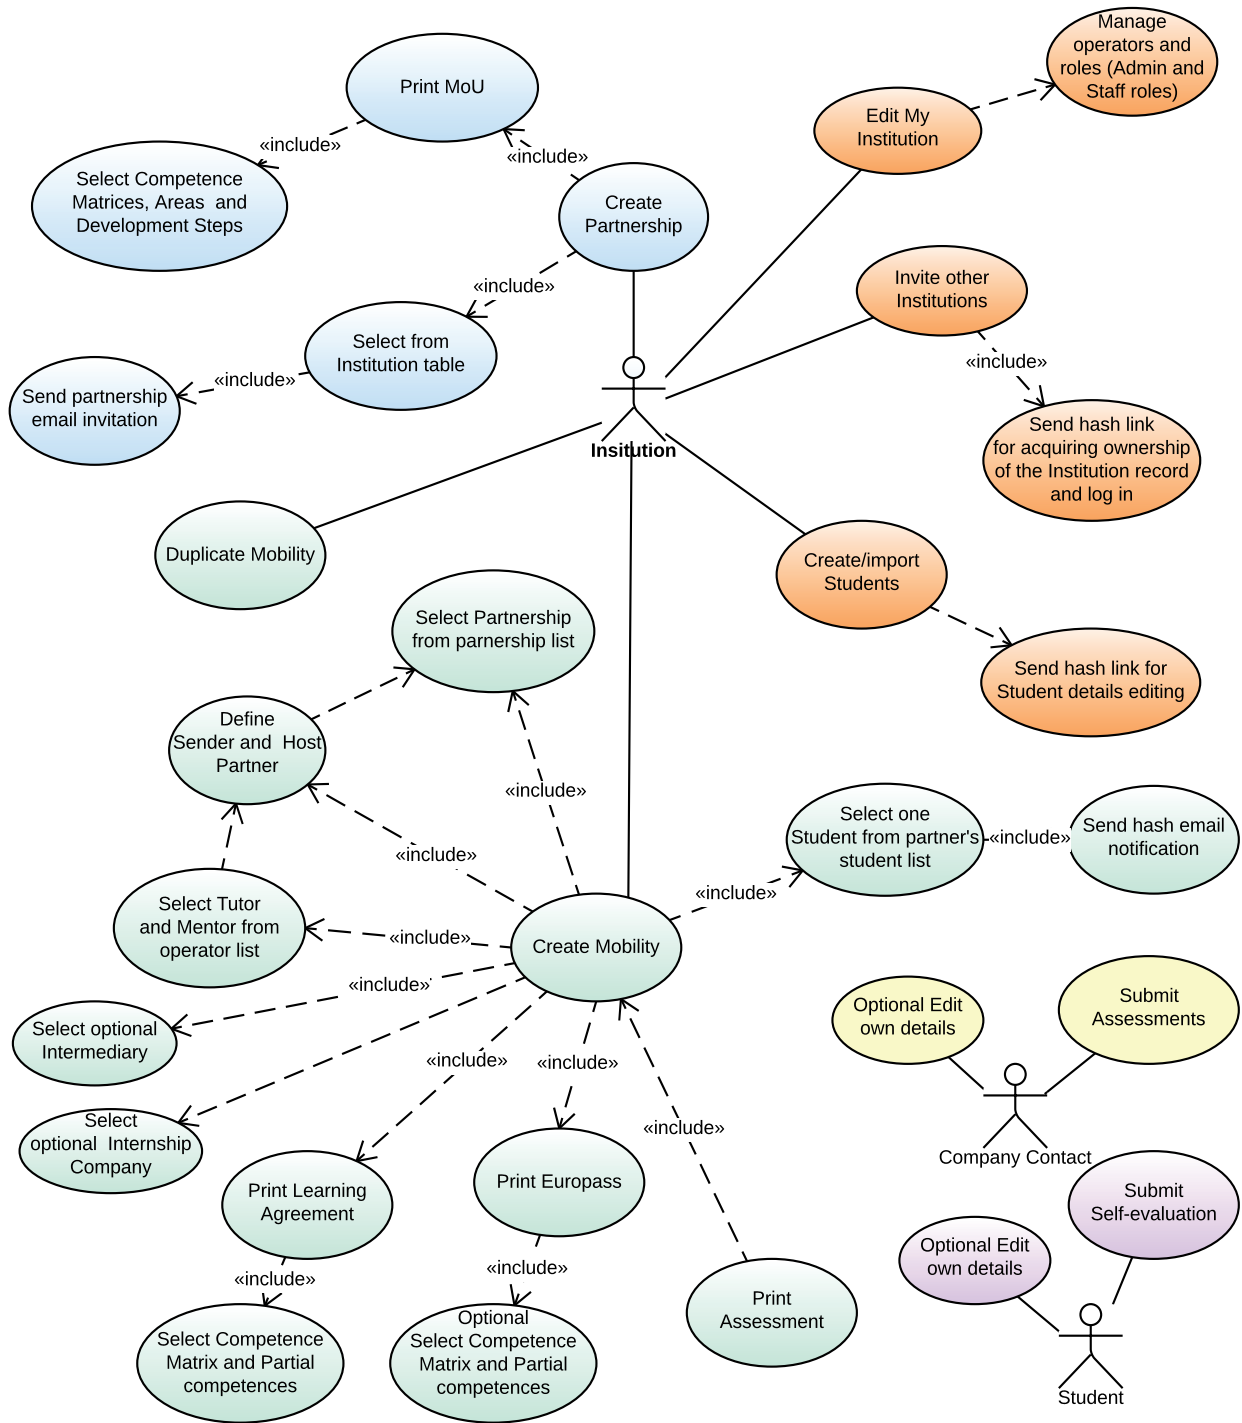 Manage
operators and
roles (Admin and
Staff roles)
Print MoU
Edit My
Institution
«include»
«include»
Select Competence
Matrices, Areas  and
Development Steps
Create
Partnership
Invite other
Institutions
«include»
Select from
Institution table
«include»
«include»
Send partnership
email invitation
Insitution
Send hash link
for acquiring ownership
of the Institution record
and log in
Duplicate Mobility
Create/import
Students
Select Partnership
from parnership list
Send hash link for
Student details editing
Define
Sender and  Host
Partner
«include»
Select one
Student from partner's
student list
«include»
Send hash email
notification
«include»
«include»
Select Tutor
and Mentor from
operator list
«include»
Create Mobility
«include»
Optional Edit
own details
Submit
Assessments
Select optional
Intermediary
«include»
«include»
«include»
Select
optional  Internship
Company
Company Contact
Print Learning
Agreement
Print Europass
Submit
Self-evaluation
Optional Edit
own details
«include»
«include»
Print
Assessment
Select Competence
Matrix and Partial
competences
Optional
Select Competence
Matrix and Partial
competences
Student